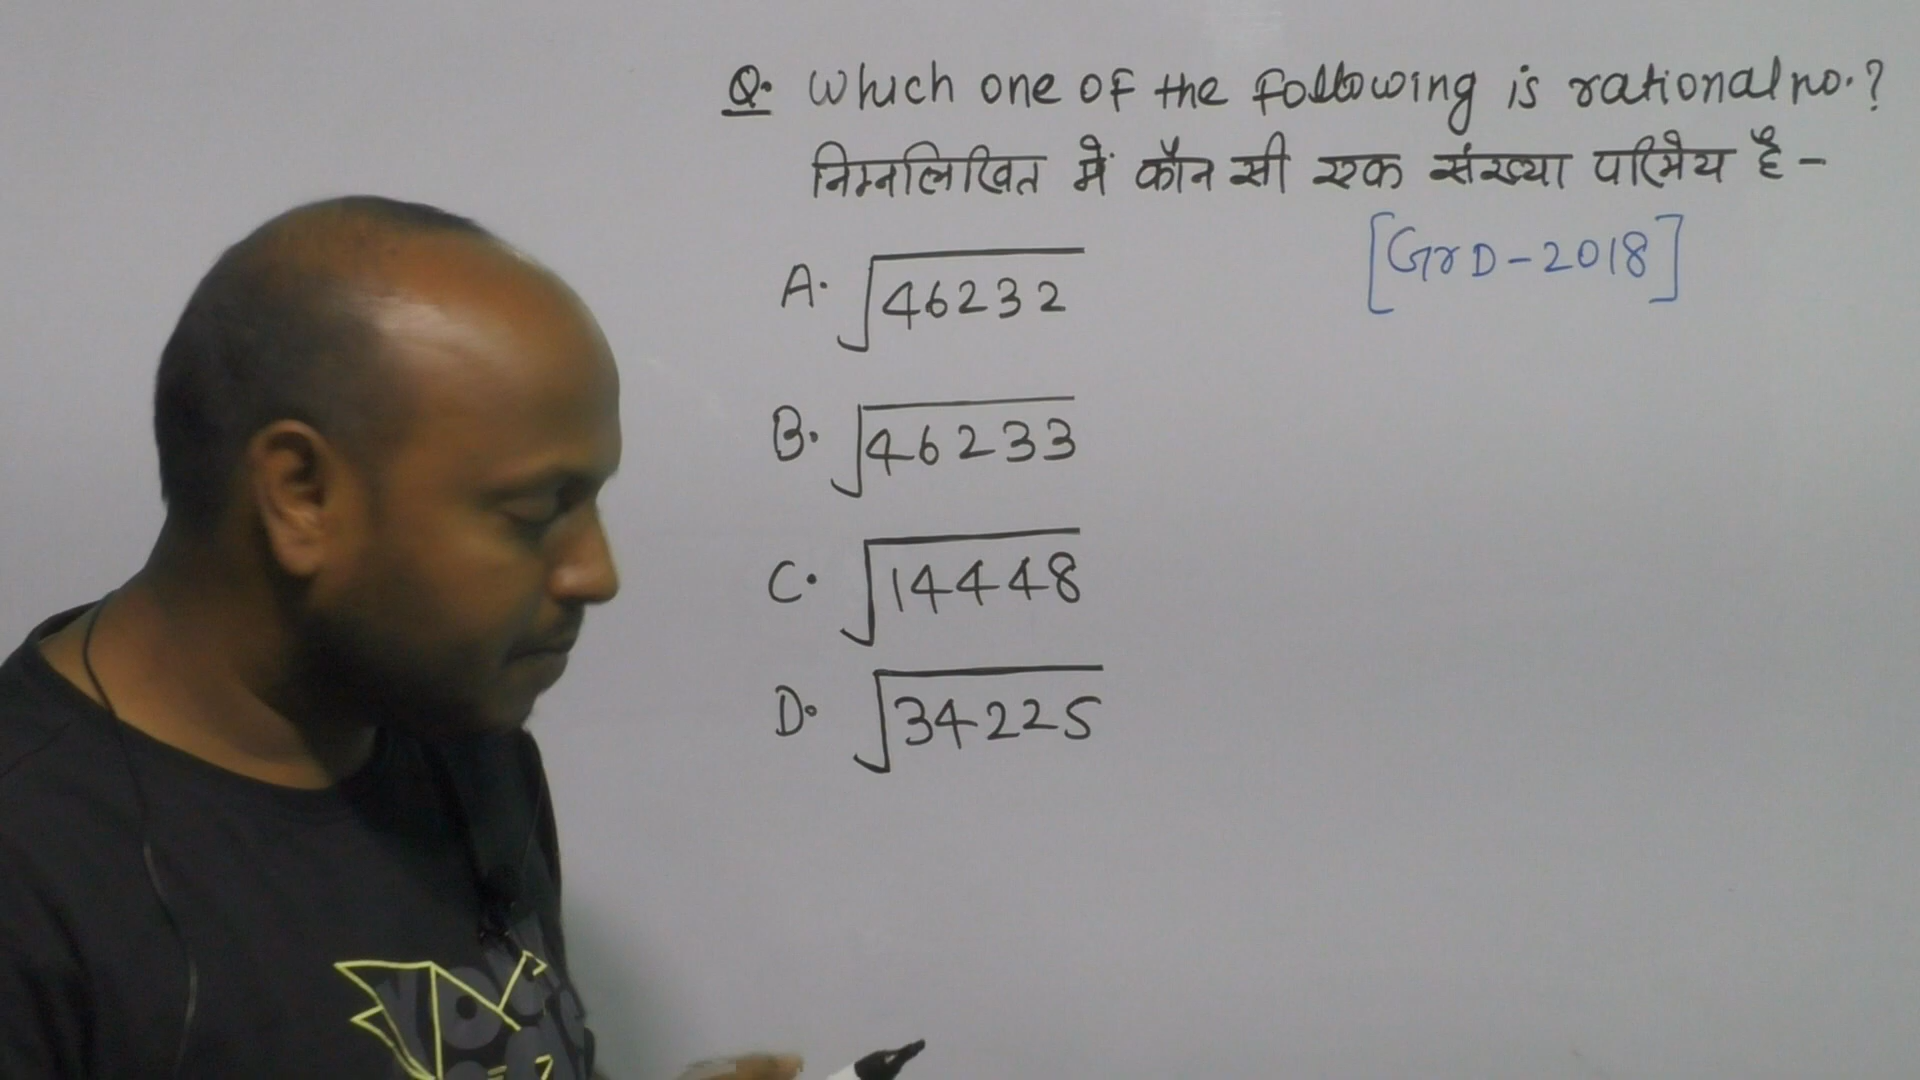 Q. Which one of the following is rational no.?
निम्नलिखित में कौन सी एक संख्या परिमेय है -
[GrD-2018]
A. √46232
B. √46233
C. √14448
D. √34225